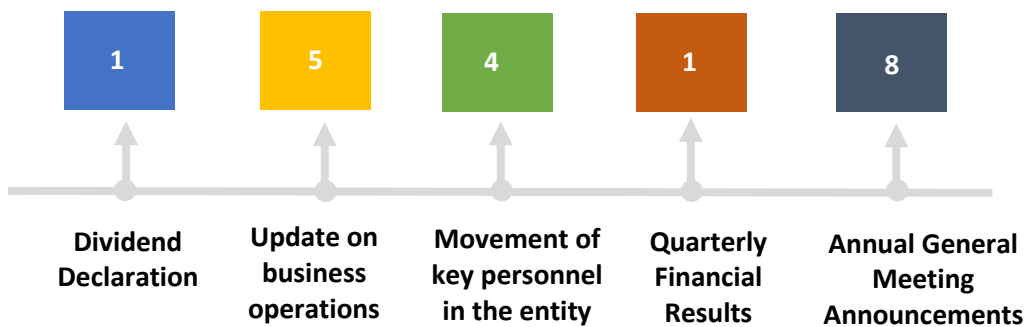 1
5
4
1
8
Dividend
Declaration
Update on
business
operations
Movement of
key personnel
in the entity
Quarterly
Financial
Results
Annual General
Meeting
Announcements